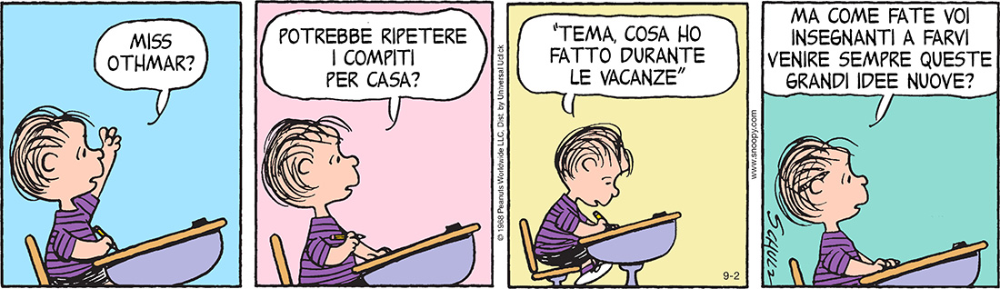 MISS
OTHMAR?
POTREBBE RIPETERE
I COMPITI
PER CASA?
© 1968 Peanuts Worldwide LLC, Dist. by Universal Uclick
"TEMA, COSA HO
FATTO DURANTE
LE VACANZE"
9-2
www.snoopy.com
MA COME FATE VOI
INSEGNANTI A FARVI
VENIRE SEMPRE QUESTE
GRANDI IDEE NUOVE?
SCHULZ